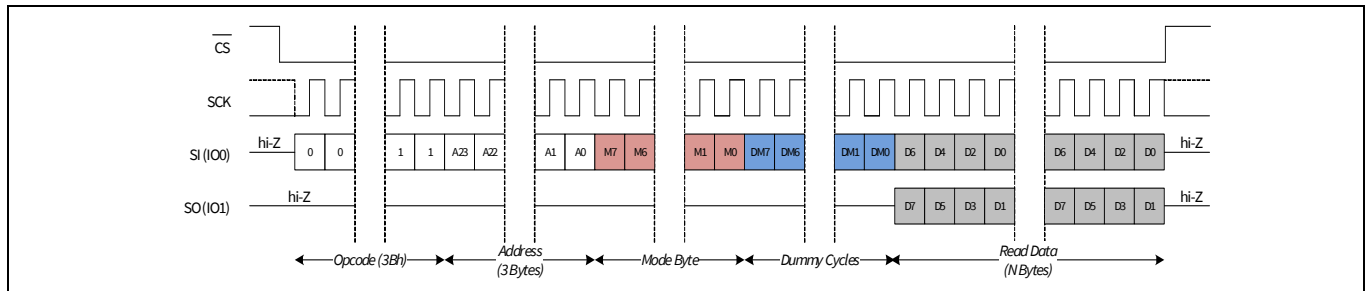 CS
SCK
hi-Z
SI (IO0) 0 0 1 1 A23 A22 A1 A0 M7 M6 M1 M0 DM7 DM6 DM1 DM0 D6 D4 D2 D0 D6 D4 D2 D0 hi-Z
hi-Z
SO (IO1) D7 D5 D3 D1 D7 D5 D3 D1 hi-Z
Opcode (3Bh) Address Mode Byte Dummy Cycles Read Data
(3 Bytes) (N Bytes)